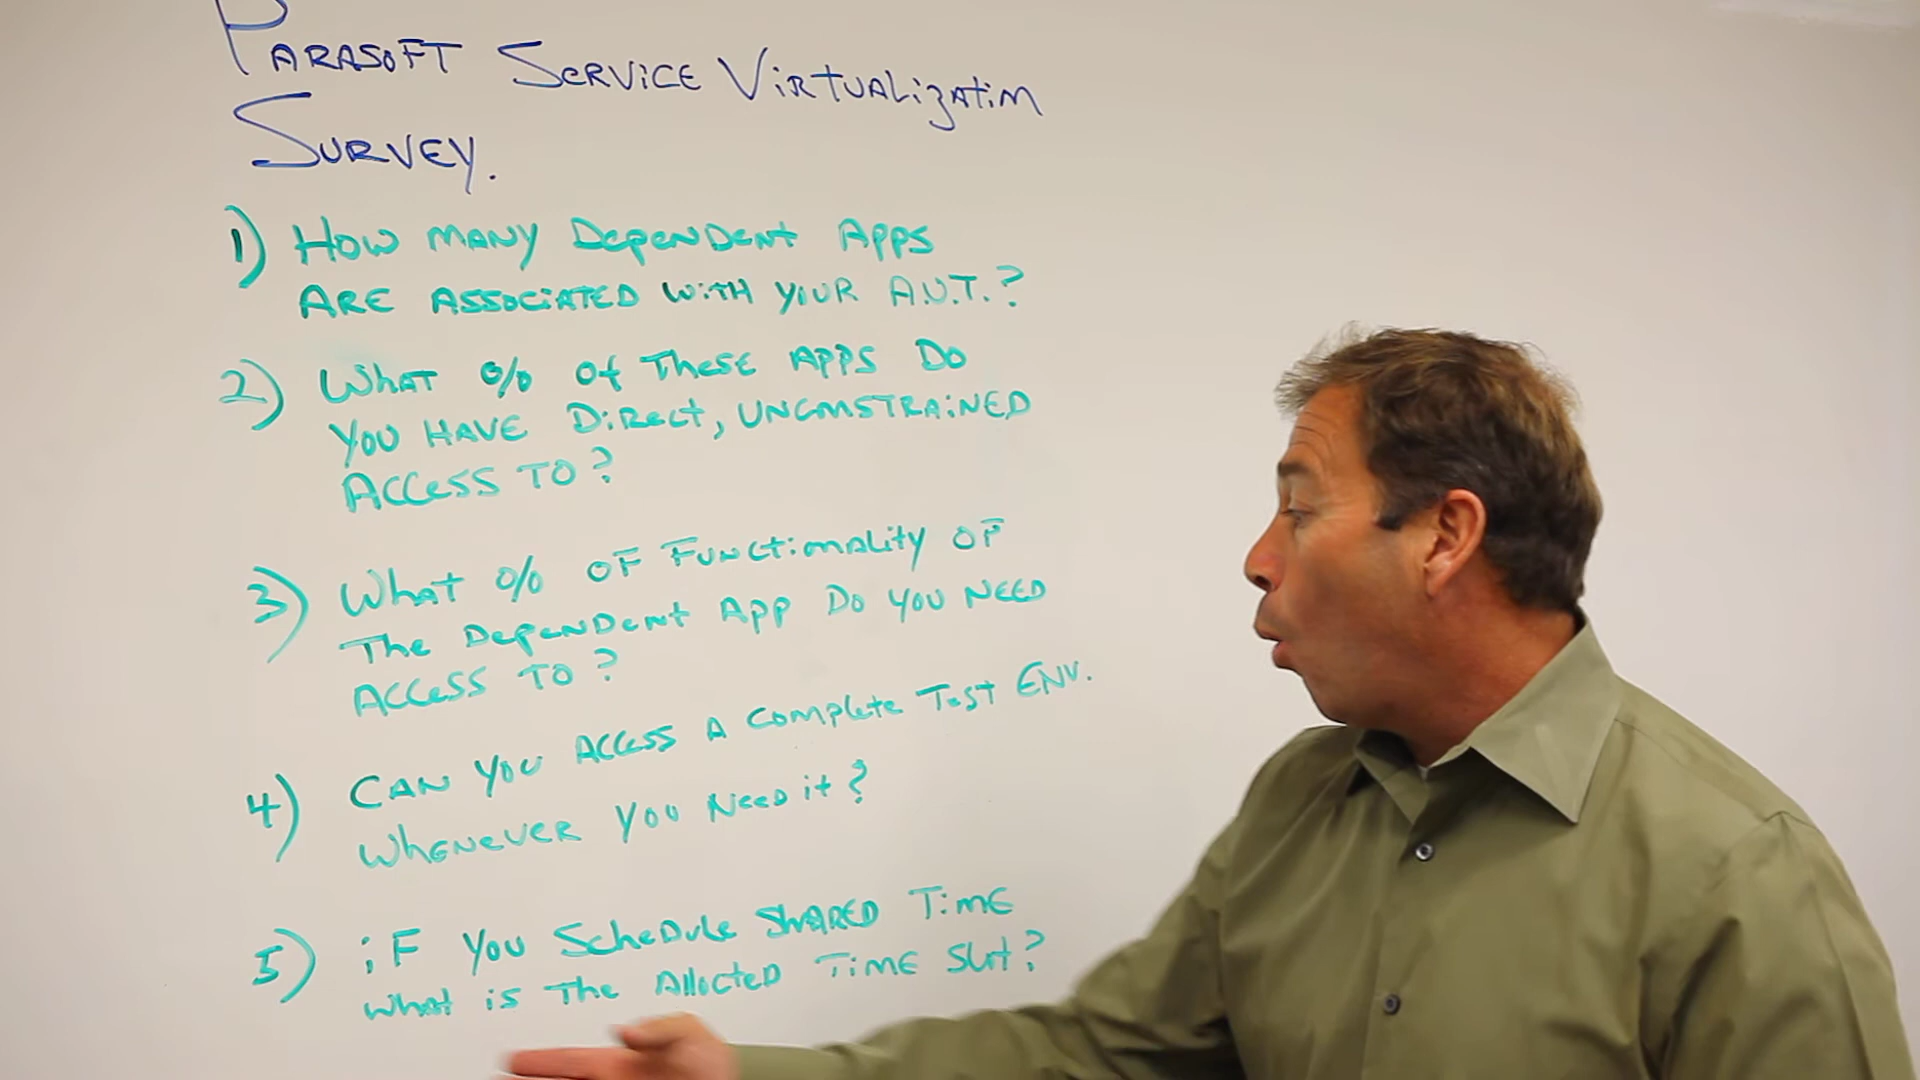 PARASOFT SERVICE VIRTUALIZATION
SURVEY.
1) HOW MANY DEPENDENT APPS
ARE ASSOCIATED WITH YOUR A.U.T.?
2) WHAT % OF THESE APPS DO
YOU HAVE DIRECT, UNCONSTRAINED
ACCESS TO?
3) WHAT % OF FUNCTIONALITY OF
THE DEPENDENT APP DO YOU NEED
ACCESS TO?
4) CAN YOU ACCESS A COMPLETE TEST ENV.
WHENEVER YOU NEED IT?
5) IF YOU SCHEDULE SHARED TIME
WHAT IS THE ALLOCTED TIME SLOT?